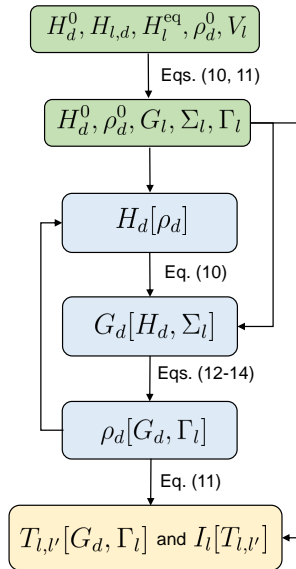 H_d^0, H_{l,d}, H_l^{eq}, ρ_d^0, V_l
Eqs. (10, 11)
H_d^0, ρ_d^0, G_l, Σ_l, Γ_l
H_d[ρ_d]
Eq. (10)
G_d[H_d, Σ_l]
Eqs. (12-14)
ρ_d[G_d, Γ_l]
Eq. (11)
T_{l,l'}[G_d, Γ_l] and I_l[T_{l,l'}]